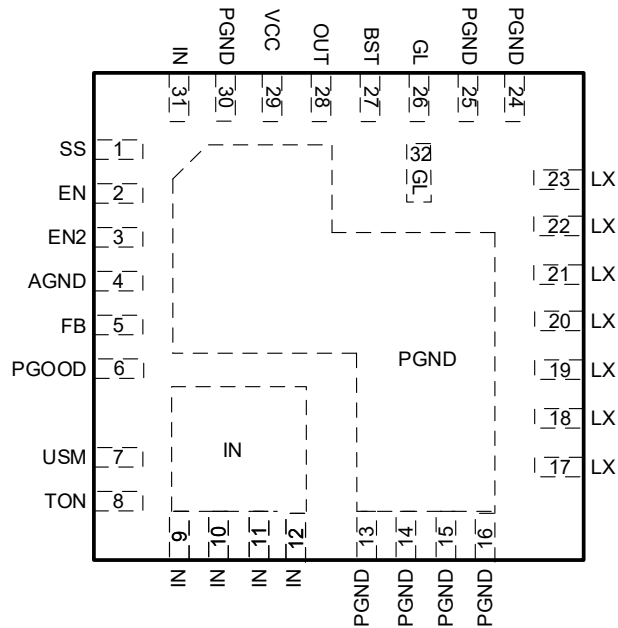 IN
PGND
VCC
OUT
BST
GL
PGND
PGND
31
30
29
28
27
26
25
24
SS 1
EN 2
EN2 3
AGND 4
FB 5
PGOOD 6
USM 7
TON 8
32
GL
23 LX
22 LX
21 LX
20 LX
19 LX
18 LX
17 LX
PGND
IN
9
10
11
12
13
14
15
16
IN
IN
IN
IN
PGND
PGND
PGND
PGND